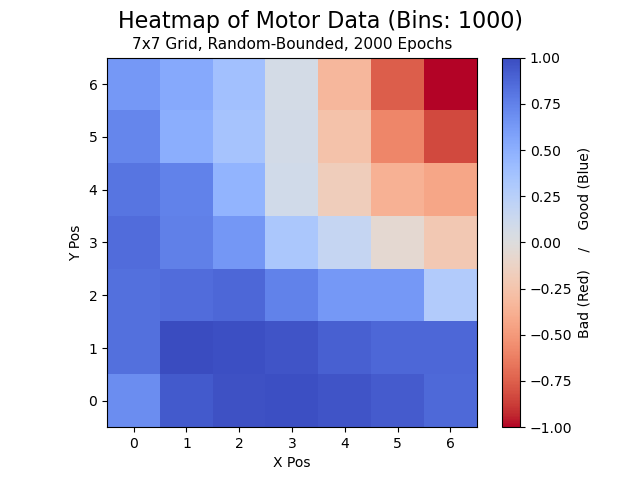 Heatmap of Motor Data (Bins: 1000)
7x7 Grid, Random-Bounded, 2000 Epochs
6
5
4
3
2
1
0
Y Pos
0 1 2 3 4 5 6
X Pos
1.00
0.75
0.50
0.25
0.00
−0.25
−0.50
−0.75
−1.00
Bad (Red) / Good (Blue)